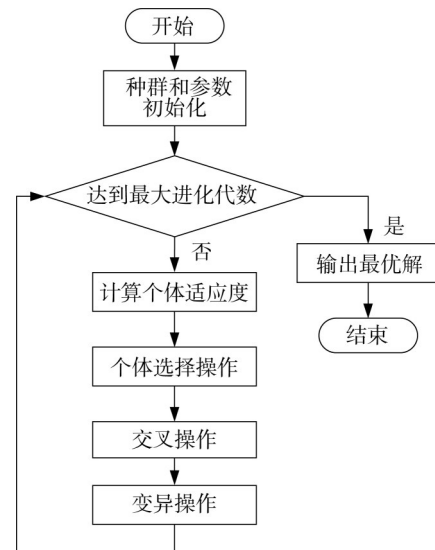 开始
种群和参数
初始化
达到最大进化代数
是
否
输出最优解
计算个体适应度
结束
个体选择操作
交叉操作
变异操作